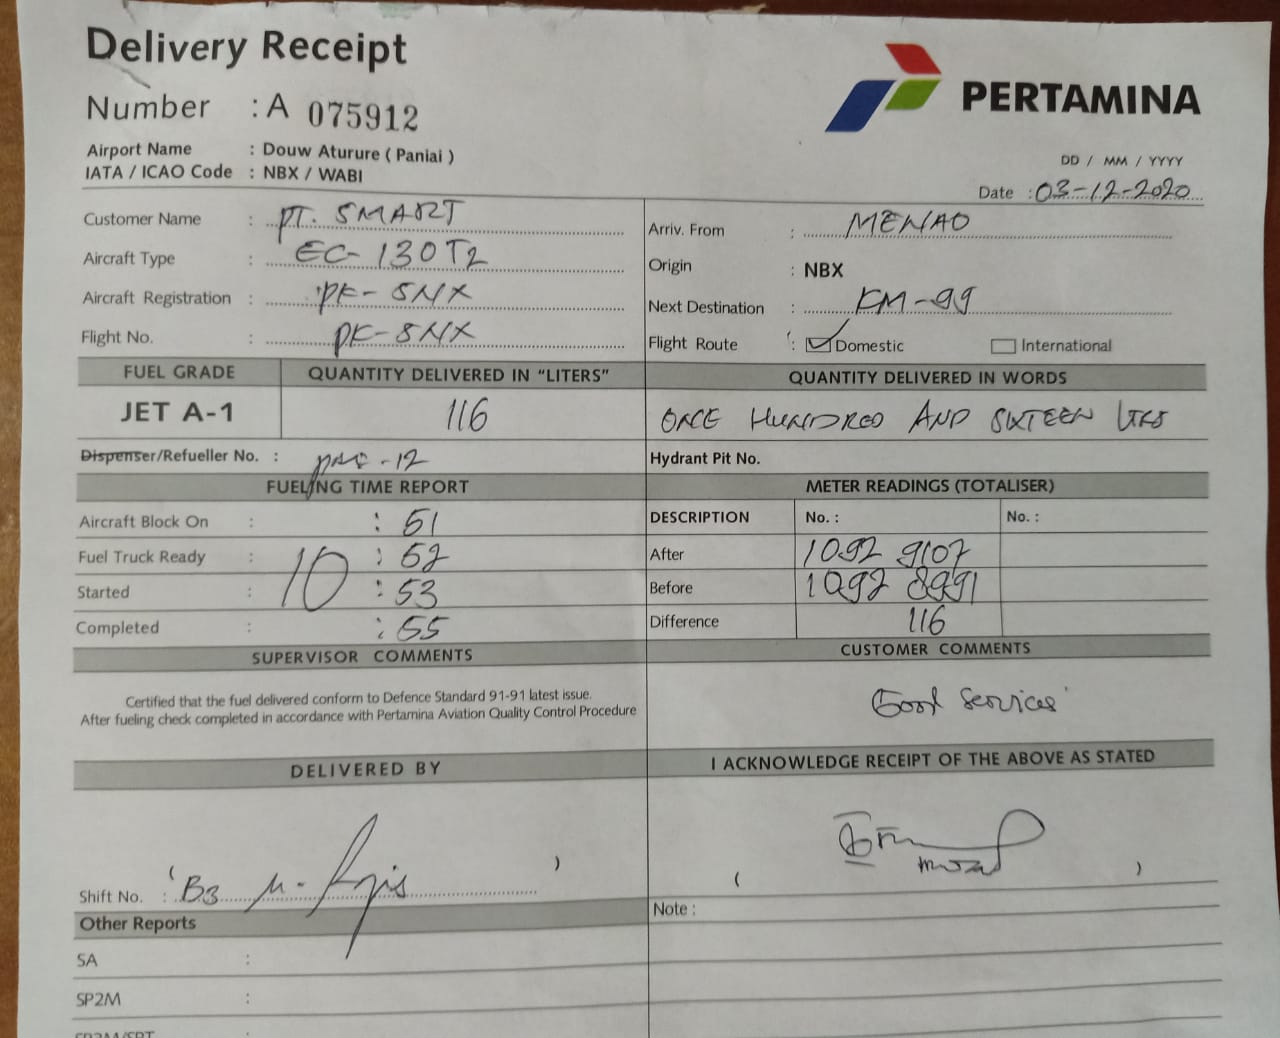 Delivery Receipt
PERTAMINA
Number : A 075912
Airport Name : Douw Aturure ( Paniai )
IATA / ICAO Code : NBX / WABI
DD / MM / YYYY
Date : 03-12-2020
Customer Name : PT. SMART
Arriv. From : MENAO
Aircraft Type : EC-130T2
Origin : NBX
Aircraft Registration : PK-SNX
Next Destination : KM-99
Flight No. : PK-SNX
Flight Route : Domestic International
FUEL GRADE QUANTITY DELIVERED IN "LITERS" QUANTITY DELIVERED IN WORDS
JET A-1 116 ONCE HUNDRED AND SIXTEEN LTRS
Dispenser/Refueller No. : -12 Hydrant Pit No.
FUELING TIME REPORT METER READINGS (TOTALISER)
Aircraft Block On : : 51 DESCRIPTION No. : No. :
Fuel Truck Ready : 10 : 52 After 1092 9107
Started : : 53 Before 1092 8991
Completed : : 55 Difference 116
SUPERVISOR COMMENTS CUSTOMER COMMENTS
Certified that the fuel delivered conform to Defence Standard 91-91 latest issue.
After fueling check completed in accordance with Pertamina Aviation Quality Control Procedure
Good Services
DELIVERED BY I ACKNOWLEDGE RECEIPT OF THE ABOVE AS STATED
Shift No. : ( B3 )
( )
Other Reports Note :
SA :
SP2M :